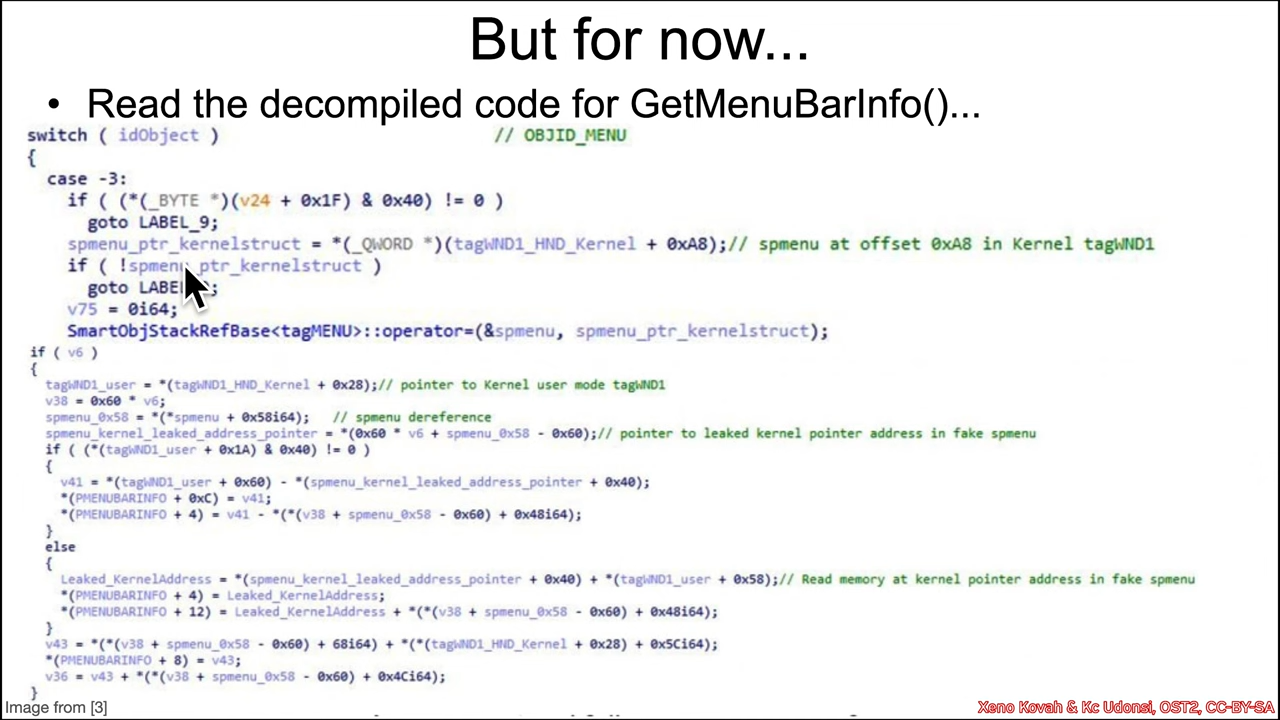 But for now...
• Read the decompiled code for GetMenuBarInfo()...
switch ( idObject ) // OBJID_MENU
{
case -3:
if ( (*(_BYTE *)(v24 + 0x1F) & 0x40) != 0 )
goto LABEL_9;
spmenu_ptr_kernelstruct = *(_QWORD *)(tagWND1_HND_Kernel + 0xA8);// spmenu at offset 0xA8 in Kernel tagWND1
if ( !spmenu_ptr_kernelstruct )
goto
v75 = 0i64;
SmartObjStackRefBase<tagMENU>::operator=(&spmenu, spmenu_ptr_kernelstruct);
if ( v6 )
{
tagWND1_user = *(tagWND1_HND_Kernel + 0x28);// pointer to Kernel user mode tagWND1
v38 = 0x60 * v6;
spmenu_0x58 = *(*spmenu + 0x58i64); // spmenu dereference
spmenu_kernel_leaked_address_pointer = *(0x60 * v6 + spmenu_0x58 - 0x60);// pointer to leaked kernel pointer address in fake spmenu
if ( (*(tagWND1_user + 0x1A) & 0x40) != 0 )
{
v41 = *(tagWND1_user + 0x60) - *(spmenu_kernel_leaked_address_pointer + 0x40);
*(PMENUBARINFO + 0xC) = v41;
*(PMENUBARINFO + 4) = v41 - *(*(v38 + spmenu_0x58 - 0x60) + 0x48i64);
}
else
{
Leaked_KernelAddress = *(spmenu_kernel_leaked_address_pointer + 0x40) + *(tagWND1_user + 0x58);// Read memory at kernel pointer address in fake spmenu
*(PMENUBARINFO + 4) = Leaked_KernelAddress;
*(PMENUBARINFO + 12) = Leaked_KernelAddress + *(*(v38 + spmenu_0x58 - 0x60) + 0x48i64);
}
v43 = *(*(v38 + spmenu_0x58 - 0x60) + 68i64) + *(*(tagWND1_HND_Kernel + 0x28) + 0x5Ci64);
*(PMENUBARINFO + 8) = v43;
v36 = v43 + *(*(v38 + spmenu_0x58 - 0x60) + 0x4Ci64);
}
Image from [3]
Xeno Kovah & Kc Udonsi, OST2, CC-BY-SA